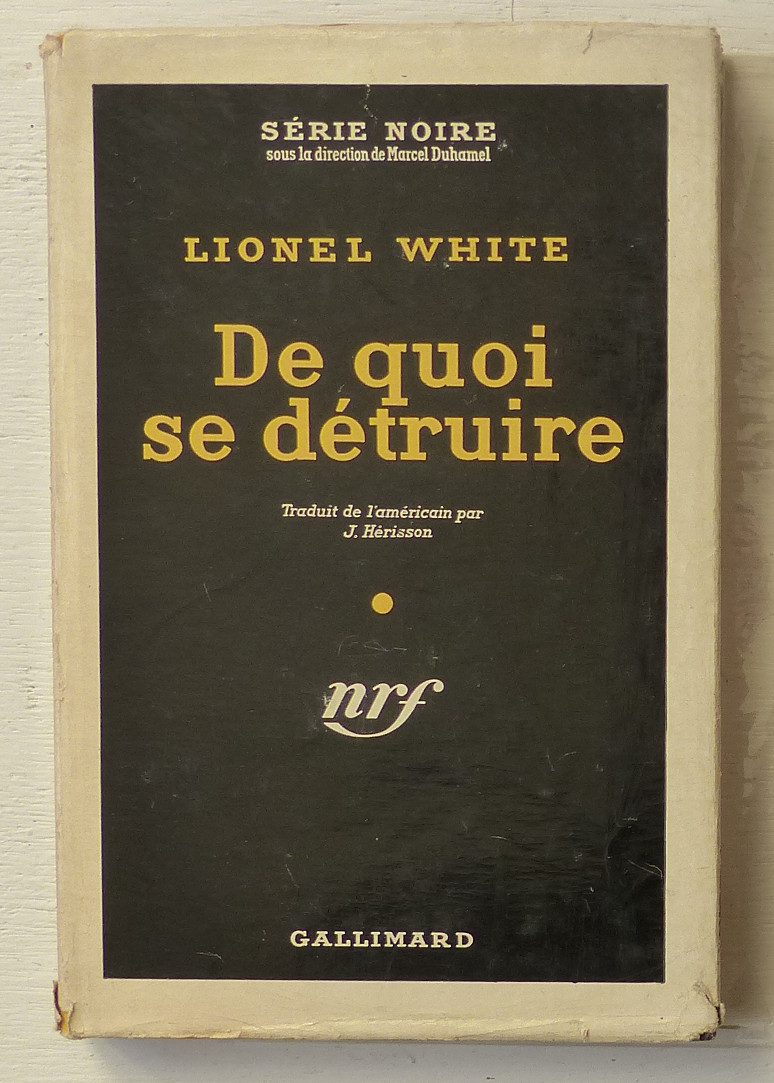 SÉRIE NOIRE
sous la direction de Marcel Duhamel
LIONEL WHITE
De quoi
se détruire
Traduit de l'américain par
J. Hérisson
nrf
GALLIMARD